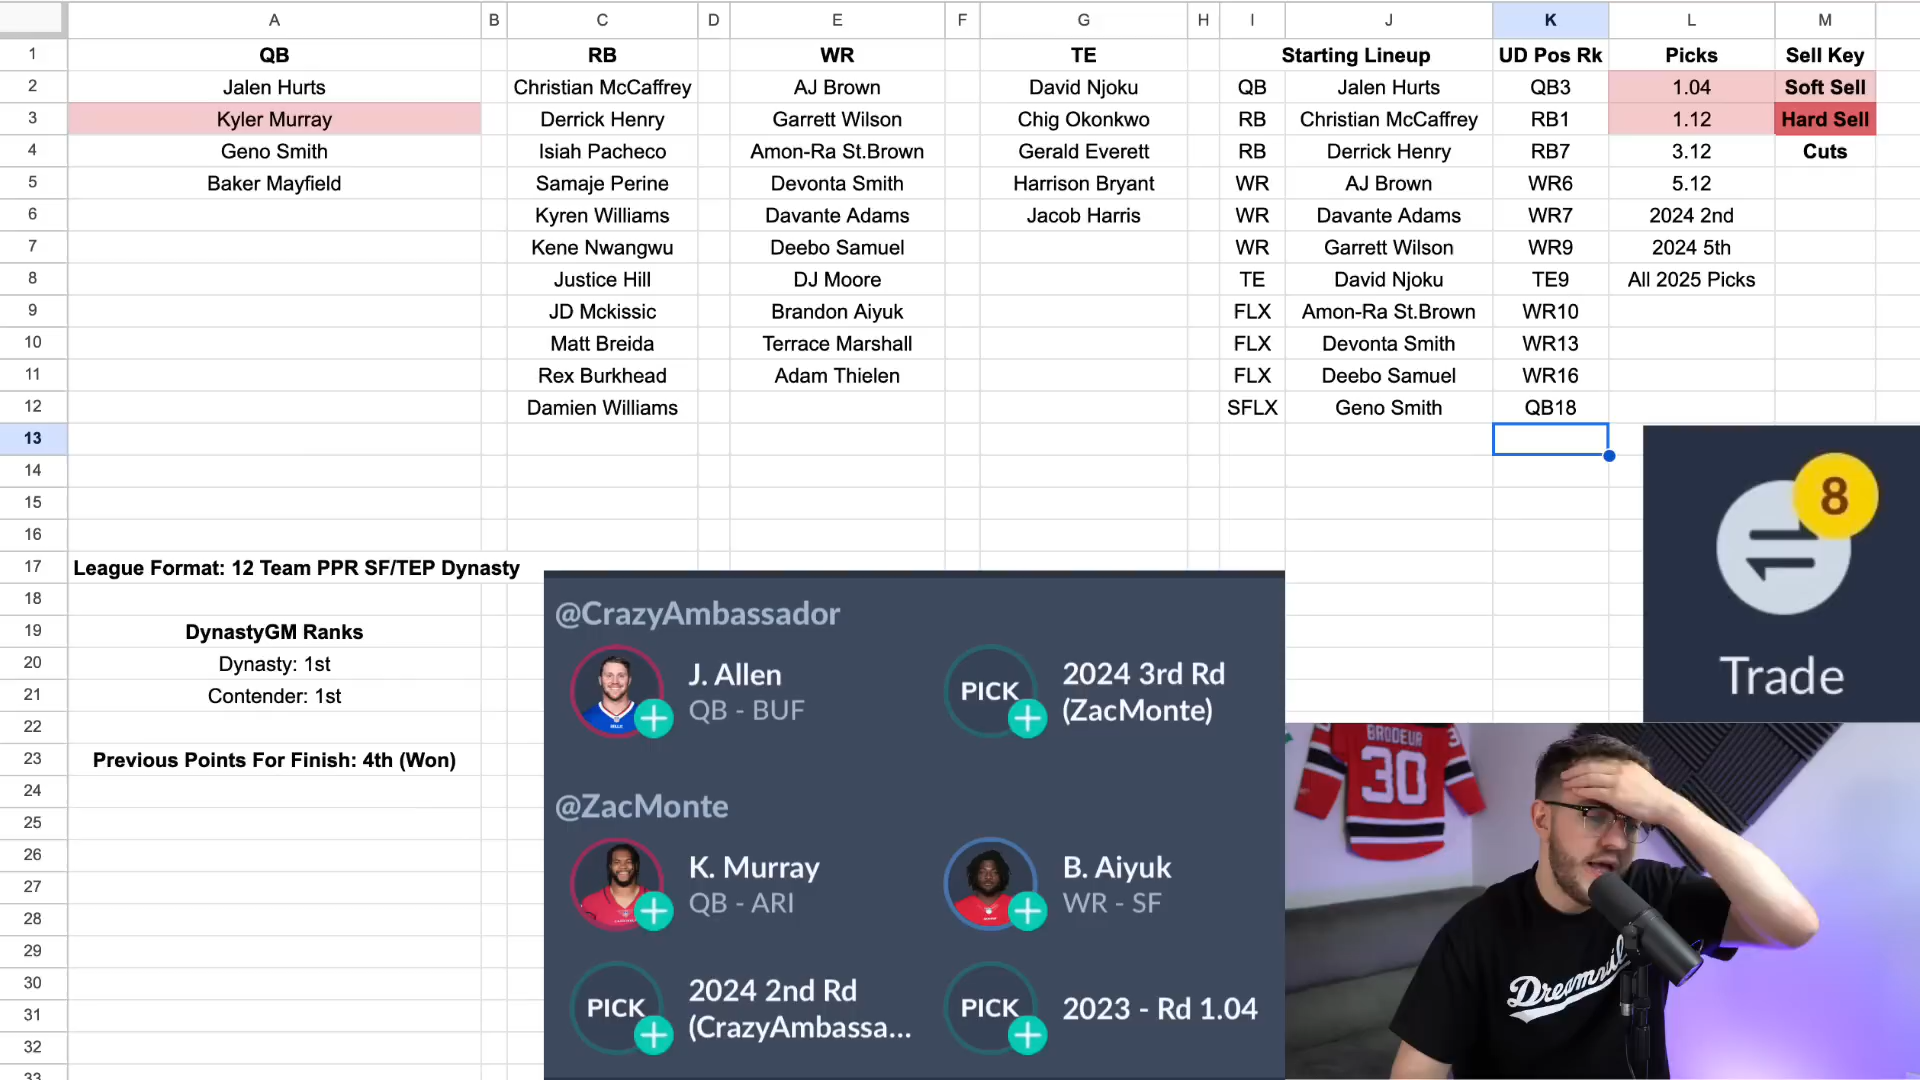 A B C D E F G H I J K L M
1 QB RB WR TE Starting Lineup UD Pos Rk Picks Sell Key
2 Jalen Hurts Christian McCaffrey AJ Brown David Njoku QB Jalen Hurts QB3 1.04 Soft Sell
3 Kyler Murray Derrick Henry Garrett Wilson Chig Okonkwo RB Christian McCaffrey RB1 1.12 Hard Sell
4 Geno Smith Isiah Pacheco Amon-Ra St.Brown Gerald Everett RB Derrick Henry RB7 3.12 Cuts
5 Baker Mayfield Samaje Perine Devonta Smith Harrison Bryant WR AJ Brown WR6 5.12
6 Kyren Williams Davante Adams Jacob Harris WR Davante Adams WR7 2024 2nd
7 Kene Nwangwu Deebo Samuel WR Garrett Wilson WR9 2024 5th
8 Justice Hill DJ Moore TE David Njoku TE9 All 2025 Picks
9 JD Mckissic Brandon Aiyuk FLX Amon-Ra St.Brown WR10
10 Matt Breida Terrace Marshall FLX Devonta Smith WR13
11 Rex Burkhead Adam Thielen FLX Deebo Samuel WR16
12 Damien Williams SFLX Geno Smith QB18
13
14
15
16
17 League Format: 12 Team PPR SF/TEP Dynasty
18
19 DynastyGM Ranks
20 Dynasty: 1st
21 Contender: 1st
22
23 Previous Points For Finish: 4th (Won)
24
25
26
27
28
29
30
31
32
33
8
Trade
@CrazyAmbassador
J. Allen
QB - BUF
PICK
2024 3rd Rd
(ZacMonte)
@ZacMonte
K. Murray
QB - ARI
B. Aiyuk
WR - SF
PICK
2024 2nd Rd
(CrazyAmbassa...
PICK
2023 - Rd 1.04
BRODEUR
30
3
Dreamville